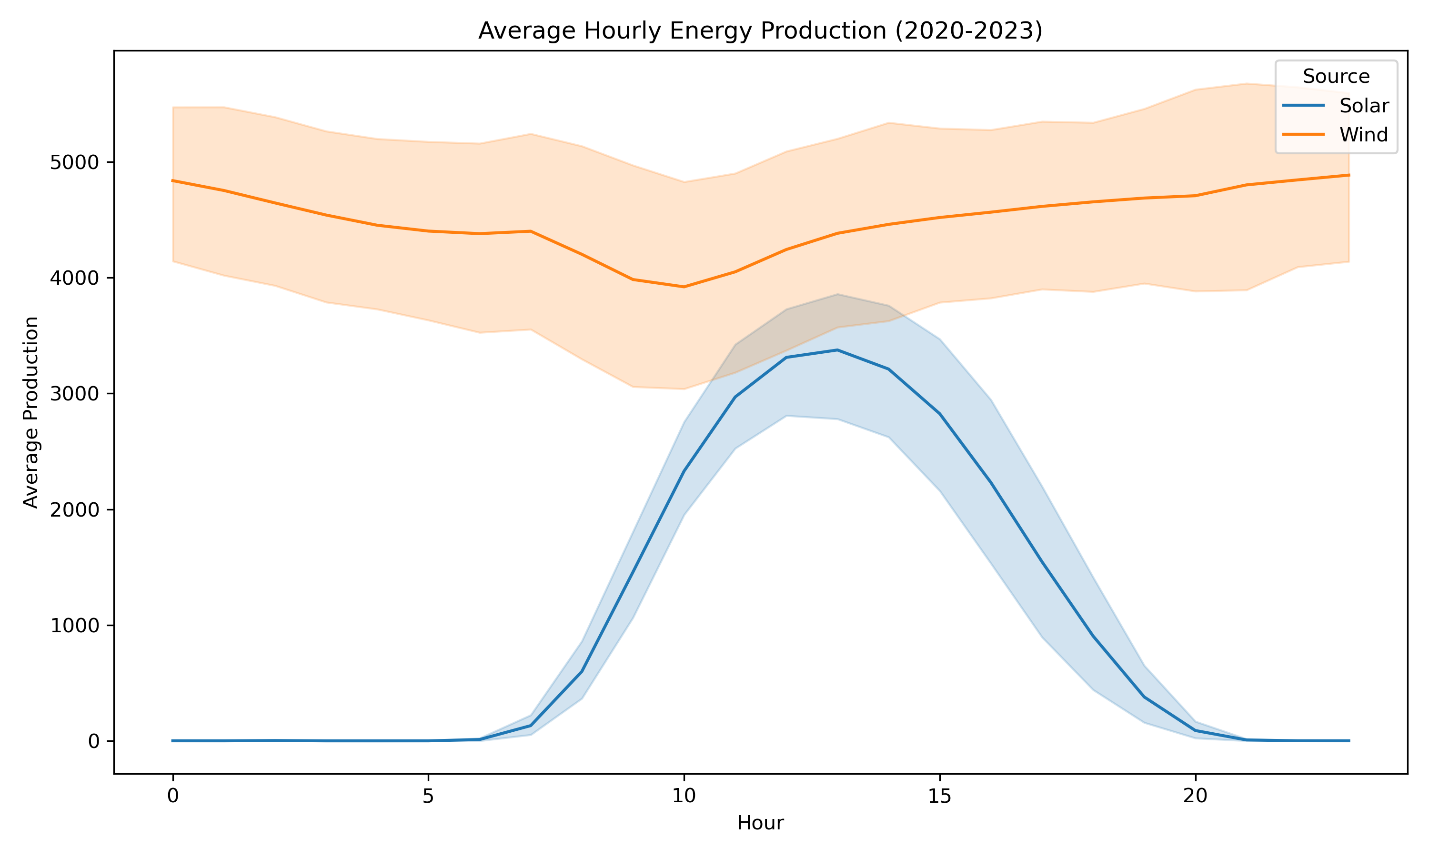 Average Hourly Energy Production (2020-2023)
Source
Solar
Wind
Average Production
5000
4000
3000
2000
1000
0
0 5 10 15 20
Hour